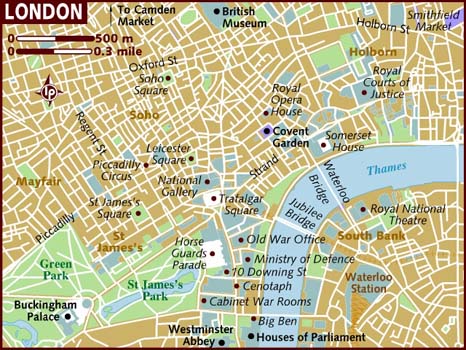 LONDON
To Camden
Market
British
Museum
Smithfield
Market
Holborn St
500 m
0.3 mile
Oxford St
Holborn
Soho
Square
Royal
Courts of
Justice
lp
Royal
Opera
House
Soho
Regent St
Covent
Garden
Somerset
House
Leicester
Square
Piccadilly
Circus
Strand
Thames
Waterloo
Bridge
Mayfair
National
Gallery
Trafalgar
Square
Jubilee
Bridge
St James's
Square
Royal National
Theatre
Piccadilly
St
James's
Old War Office
South Bank
Horse
Guards
Parade
Ministry of Defence
Green
Park
10 Downing St
Waterloo
Station
St James's
Park
Cenotaph
Buckingham
Palace
Cabinet War Rooms
Big Ben
Westminster
Abbey
Houses of Parliament